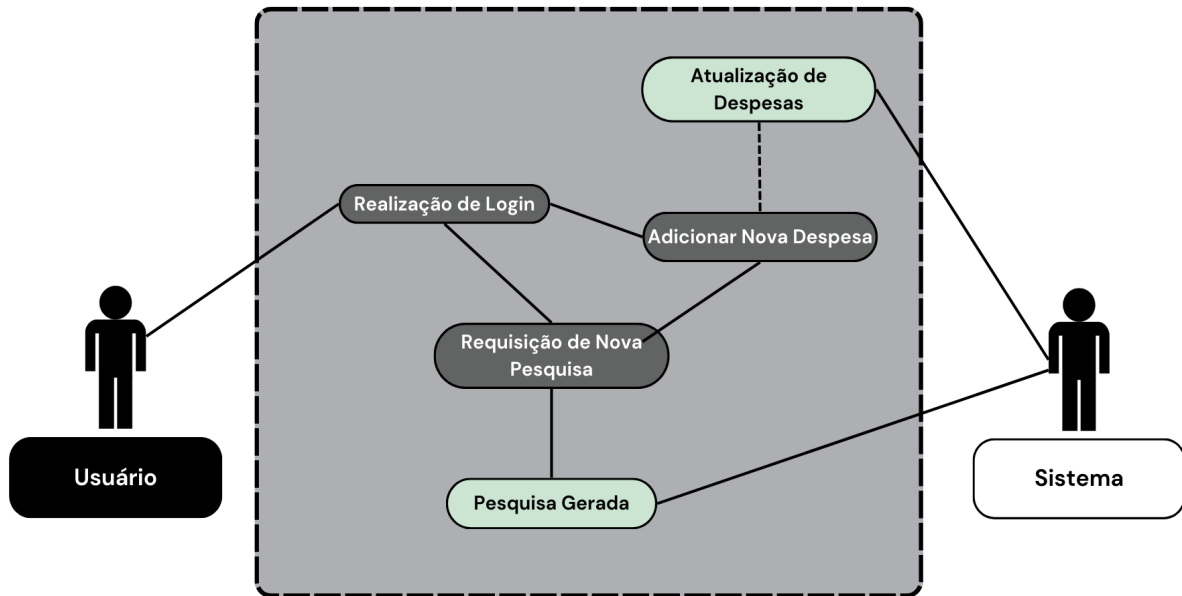 Atualização de
Despesas
Realização de Login
Adicionar Nova Despesa
Requisição de Nova
Pesquisa
Usuário
Sistema
Pesquisa Gerada